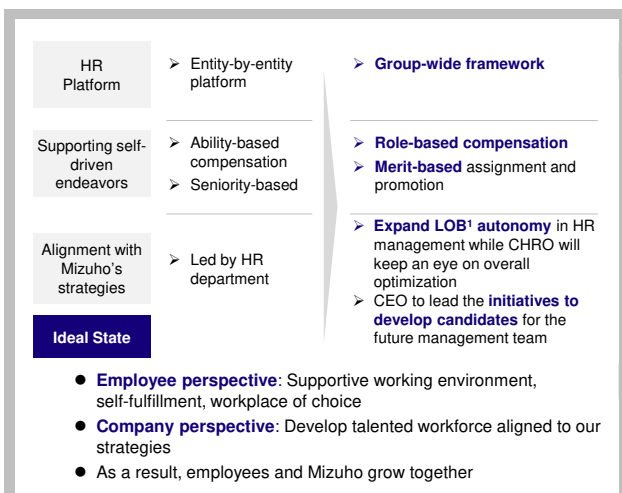 HR
Platform
➢ Entity-by-entity
platform
➢ Group-wide framework
Supporting self-
driven
endeavors
➢ Ability-based
compensation
➢ Seniority-based
➢ Role-based compensation
➢ Merit-based assignment and
promotion
Alignment with
Mizuho's
strategies
➢ Led by HR
department
➢ Expand LOB¹ autonomy in HR
management while CHRO will
keep an eye on overall
optimization
➢ CEO to lead the initiatives to
develop candidates for the
future management team
Ideal State
● Employee perspective: Supportive working environment,
self-fulfillment, workplace of choice
● Company perspective: Develop talented workforce aligned to our
strategies
● As a result, employees and Mizuho grow together